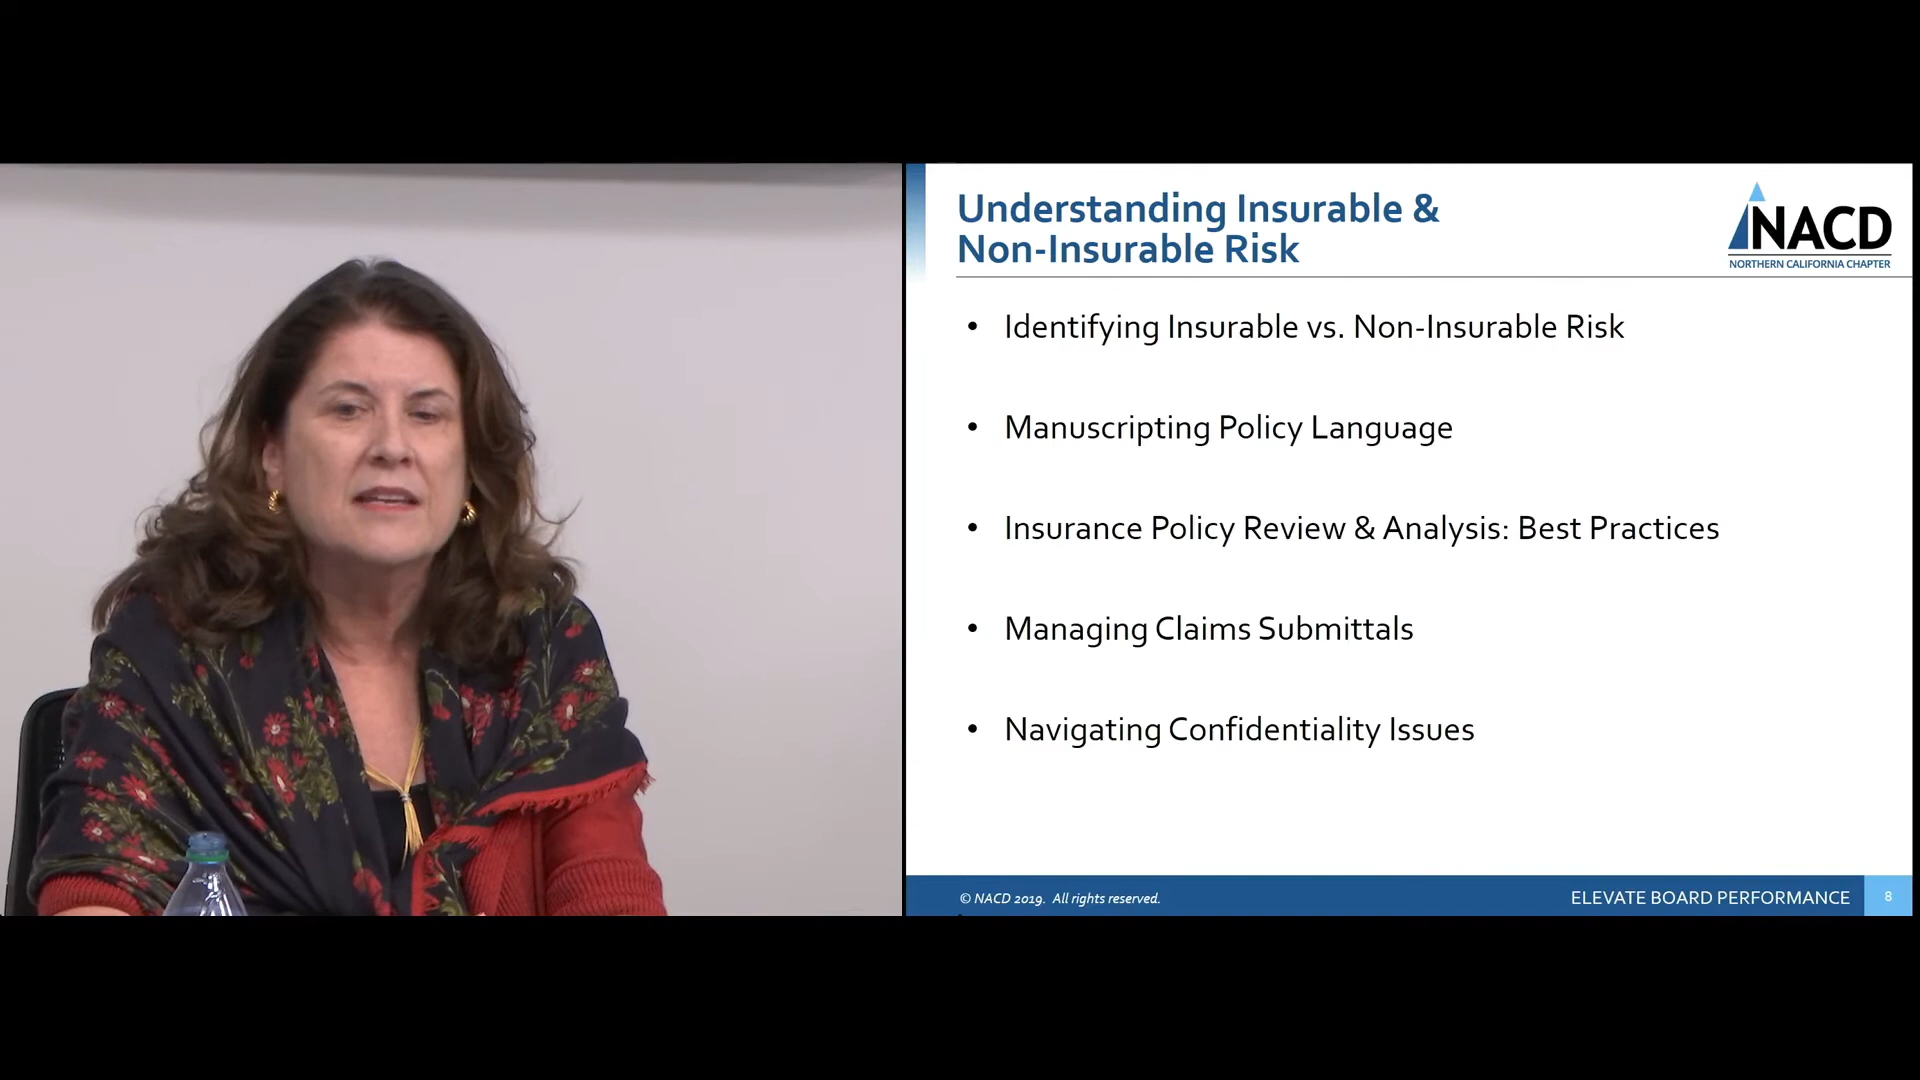 Understanding Insurable &
Non-Insurable Risk
NACD
NORTHERN CALIFORNIA CHAPTER
• Identifying Insurable vs. Non-Insurable Risk
• Manuscripting Policy Language
• Insurance Policy Review & Analysis: Best Practices
• Managing Claims Submittals
• Navigating Confidentiality Issues
© NACD 2019. All rights reserved.
ELEVATE BOARD PERFORMANCE
8